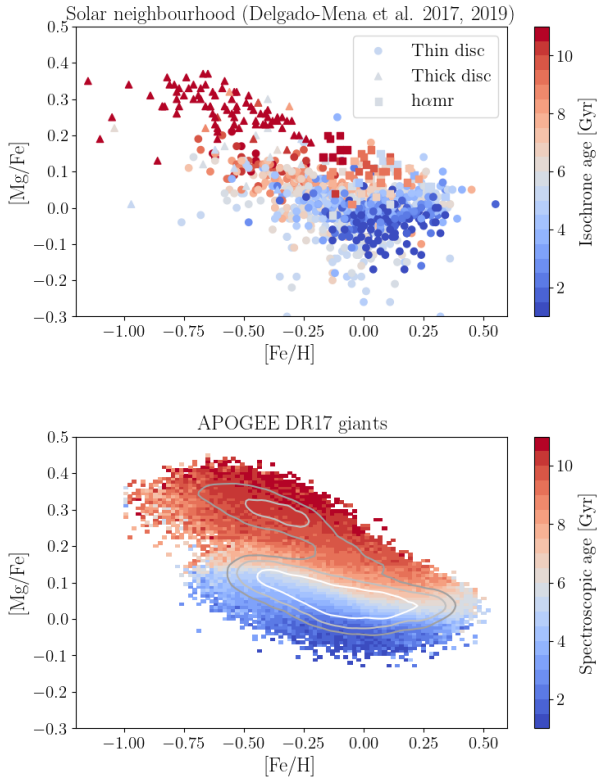 Solar neighbourhood (Delgado-Mena et al. 2017, 2019)
0.5
0.4
0.3
0.2
0.1
0.0
−0.1
−0.2
−0.3
[Mg/Fe]
Thin disc
Thick disc
hαmr
−1.00 −0.75 −0.50 −0.25 0.00 0.25 0.50
[Fe/H]
10
8
6
4
2
Isochrone age [Gyr]
APOGEE DR17 giants
0.5
0.4
0.3
0.2
0.1
0.0
−0.1
−0.2
−0.3
[Mg/Fe]
−1.00 −0.75 −0.50 −0.25 0.00 0.25 0.50
[Fe/H]
10
8
6
4
2
Spectroscopic age [Gyr]